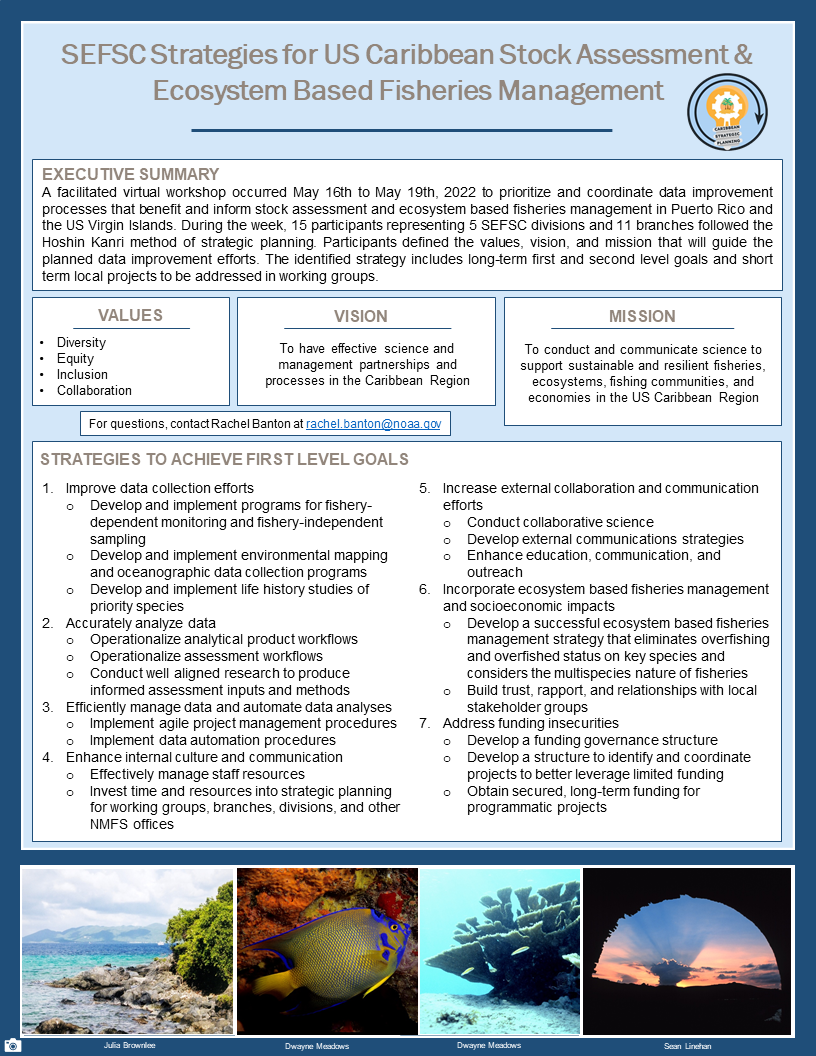 SEFSC Strategies for US Caribbean Stock Assessment &
Ecosystem Based Fisheries Management
CARIBBEAN
STRATEGIC
PLANNING
EXECUTIVE SUMMARY
A facilitated virtual workshop occurred May 16th to May 19th, 2022 to prioritize and coordinate data improvement
processes that benefit and inform stock assessment and ecosystem based fisheries management in Puerto Rico and
the US Virgin Islands. During the week, 15 participants representing 5 SEFSC divisions and 11 branches followed the
Hoshin Kanri method of strategic planning. Participants defined the values, vision, and mission that will guide the
planned data improvement efforts. The identified strategy includes long-term first and second level goals and short
term local projects to be addressed in working groups.
VALUES
• Diversity
• Equity
• Inclusion
• Collaboration
VISION
To have effective science and
management partnerships and
processes in the Caribbean Region
MISSION
To conduct and communicate science to
support sustainable and resilient fisheries,
ecosystems, fishing communities, and
economies in the US Caribbean Region
For questions, contact Rachel Banton at rachel.banton@noaa.gov
STRATEGIES TO ACHIEVE FIRST LEVEL GOALS
1. Improve data collection efforts
o Develop and implement programs for fishery-
dependent monitoring and fishery-independent
sampling
o Develop and implement environmental mapping
and oceanographic data collection programs
o Develop and implement life history studies of
priority species
2. Accurately analyze data
o Operationalize analytical product workflows
o Operationalize assessment workflows
o Conduct well aligned research to produce
informed assessment inputs and methods
3. Efficiently manage data and automate data analyses
o Implement agile project management procedures
o Implement data automation procedures
4. Enhance internal culture and communication
o Effectively manage staff resources
o Invest time and resources into strategic planning
for working groups, branches, divisions, and other
NMFS offices
5. Increase external collaboration and communication
efforts
o Conduct collaborative science
o Develop external communications strategies
o Enhance education, communication, and
outreach
6. Incorporate ecosystem based fisheries management
and socioeconomic impacts
o Develop a successful ecosystem based fisheries
management strategy that eliminates overfishing
and overfished status on key species and
considers the multispecies nature of fisheries
o Build trust, rapport, and relationships with local
stakeholder groups
7. Address funding insecurities
o Develop a funding governance structure
o Develop a structure to identify and coordinate
projects to better leverage limited funding
o Obtain secured, long-term funding for
programmatic projects
Julia Brownlee
Dwayne Meadows
Dwayne Meadows
Sean Linehan